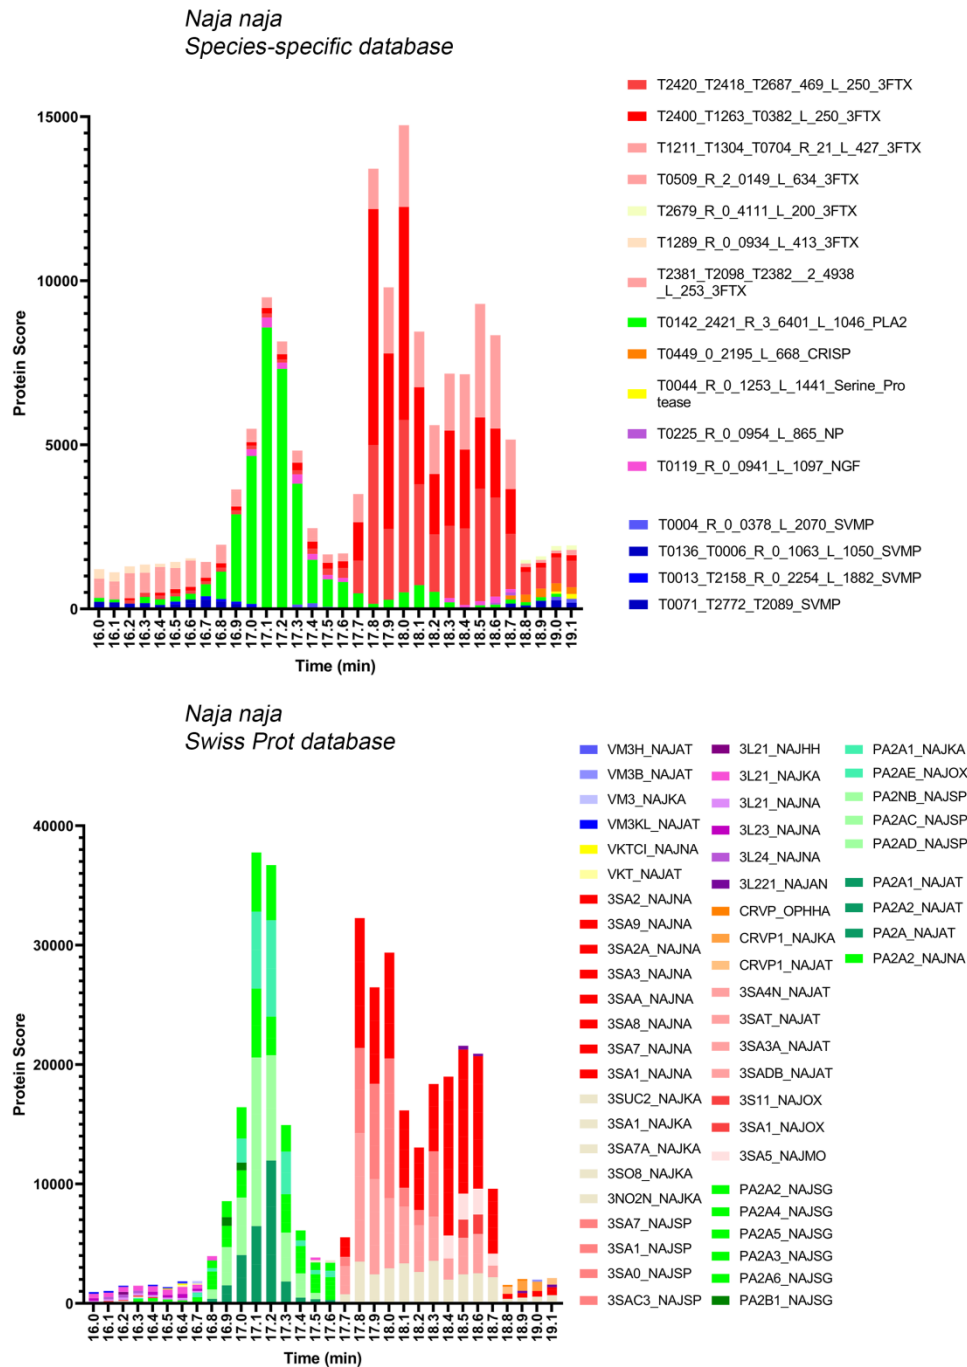 Naja naja
Species-specific database
15000
10000
5000
0
Protein Score
16.0 16.1 16.2 16.3 16.4 16.5 16.6 16.7 16.8 16.9 17.0 17.1 17.2 17.3 17.4 17.5 17.6 17.7 17.8 17.9 18.0 18.1 18.2 18.3 18.4 18.5 18.6 18.7 18.8 18.9 19.0 19.1
Time (min)
T2420_T2418_T2687_469_L_250_3FTX
T2400_T1263_T0382_L_250_3FTX
T1211_T1304_T0704_R_21_L_427_3FTX
T0509_R_2_0149_L_634_3FTX
T2679_R_0_4111_L_200_3FTX
T1289_R_0_0934_L_413_3FTX
T2381_T2098_T2382__2_4938
_L_253_3FTX
T0142_2421_R_3_6401_L_1046_PLA2
T0449_0_2195_L_668_CRISP
T0044_R_0_1253_L_1441_Serine_Pro
tease
T0225_R_0_0954_L_865_NP
T0119_R_0_0941_L_1097_NGF
T0004_R_0_0378_L_2070_SVMP
T0136_T0006_R_0_1063_L_1050_SVMP
T0013_T2158_R_0_2254_L_1882_SVMP
T0071_T2772_T2089_SVMP
Naja naja
Swiss Prot database
40000
30000
20000
10000
0
Protein Score
16.0 16.1 16.2 16.3 16.4 16.5 16.6 16.7 16.8 16.9 17.0 17.1 17.2 17.3 17.4 17.5 17.6 17.7 17.8 17.9 18.0 18.1 18.2 18.3 18.4 18.5 18.6 18.7 18.8 18.9 19.0 19.1
Time (min)
VM3H_NAJAT
VM3B_NAJAT
VM3_NAJKA
VM3KL_NAJAT
VKTCI_NAJNA
VKT_NAJAT
3SA2_NAJNA
3SA9_NAJNA
3SA2A_NAJNA
3SA3_NAJNA
3SAA_NAJNA
3SA8_NAJNA
3SA7_NAJNA
3SA1_NAJNA
3SUC2_NAJKA
3SA1_NAJKA
3SA7A_NAJKA
3SO8_NAJKA
3NO2N_NAJKA
3SA7_NAJSP
3SA1_NAJSP
3SA0_NAJSP
3SAC3_NAJSP
3L21_NAJHH
3L21_NAJKA
3L21_NAJNA
3L23_NAJNA
3L24_NAJNA
3L221_NAJAN
CRVP_OPHHA
CRVP1_NAJKA
CRVP1_NAJAT
3SA4N_NAJAT
3SAT_NAJAT
3SA3A_NAJAT
3SADB_NAJAT
3S11_NAJOX
3SA1_NAJOX
3SA5_NAJMO
PA2A2_NAJSG
PA2A4_NAJSG
PA2A5_NAJSG
PA2A3_NAJSG
PA2A6_NAJSG
PA2B1_NAJSG
PA2A1_NAJKA
PA2AE_NAJOX
PA2NB_NAJSP
PA2AC_NAJSP
PA2AD_NAJSP
PA2A1_NAJAT
PA2A2_NAJAT
PA2A_NAJAT
PA2A2_NAJNA